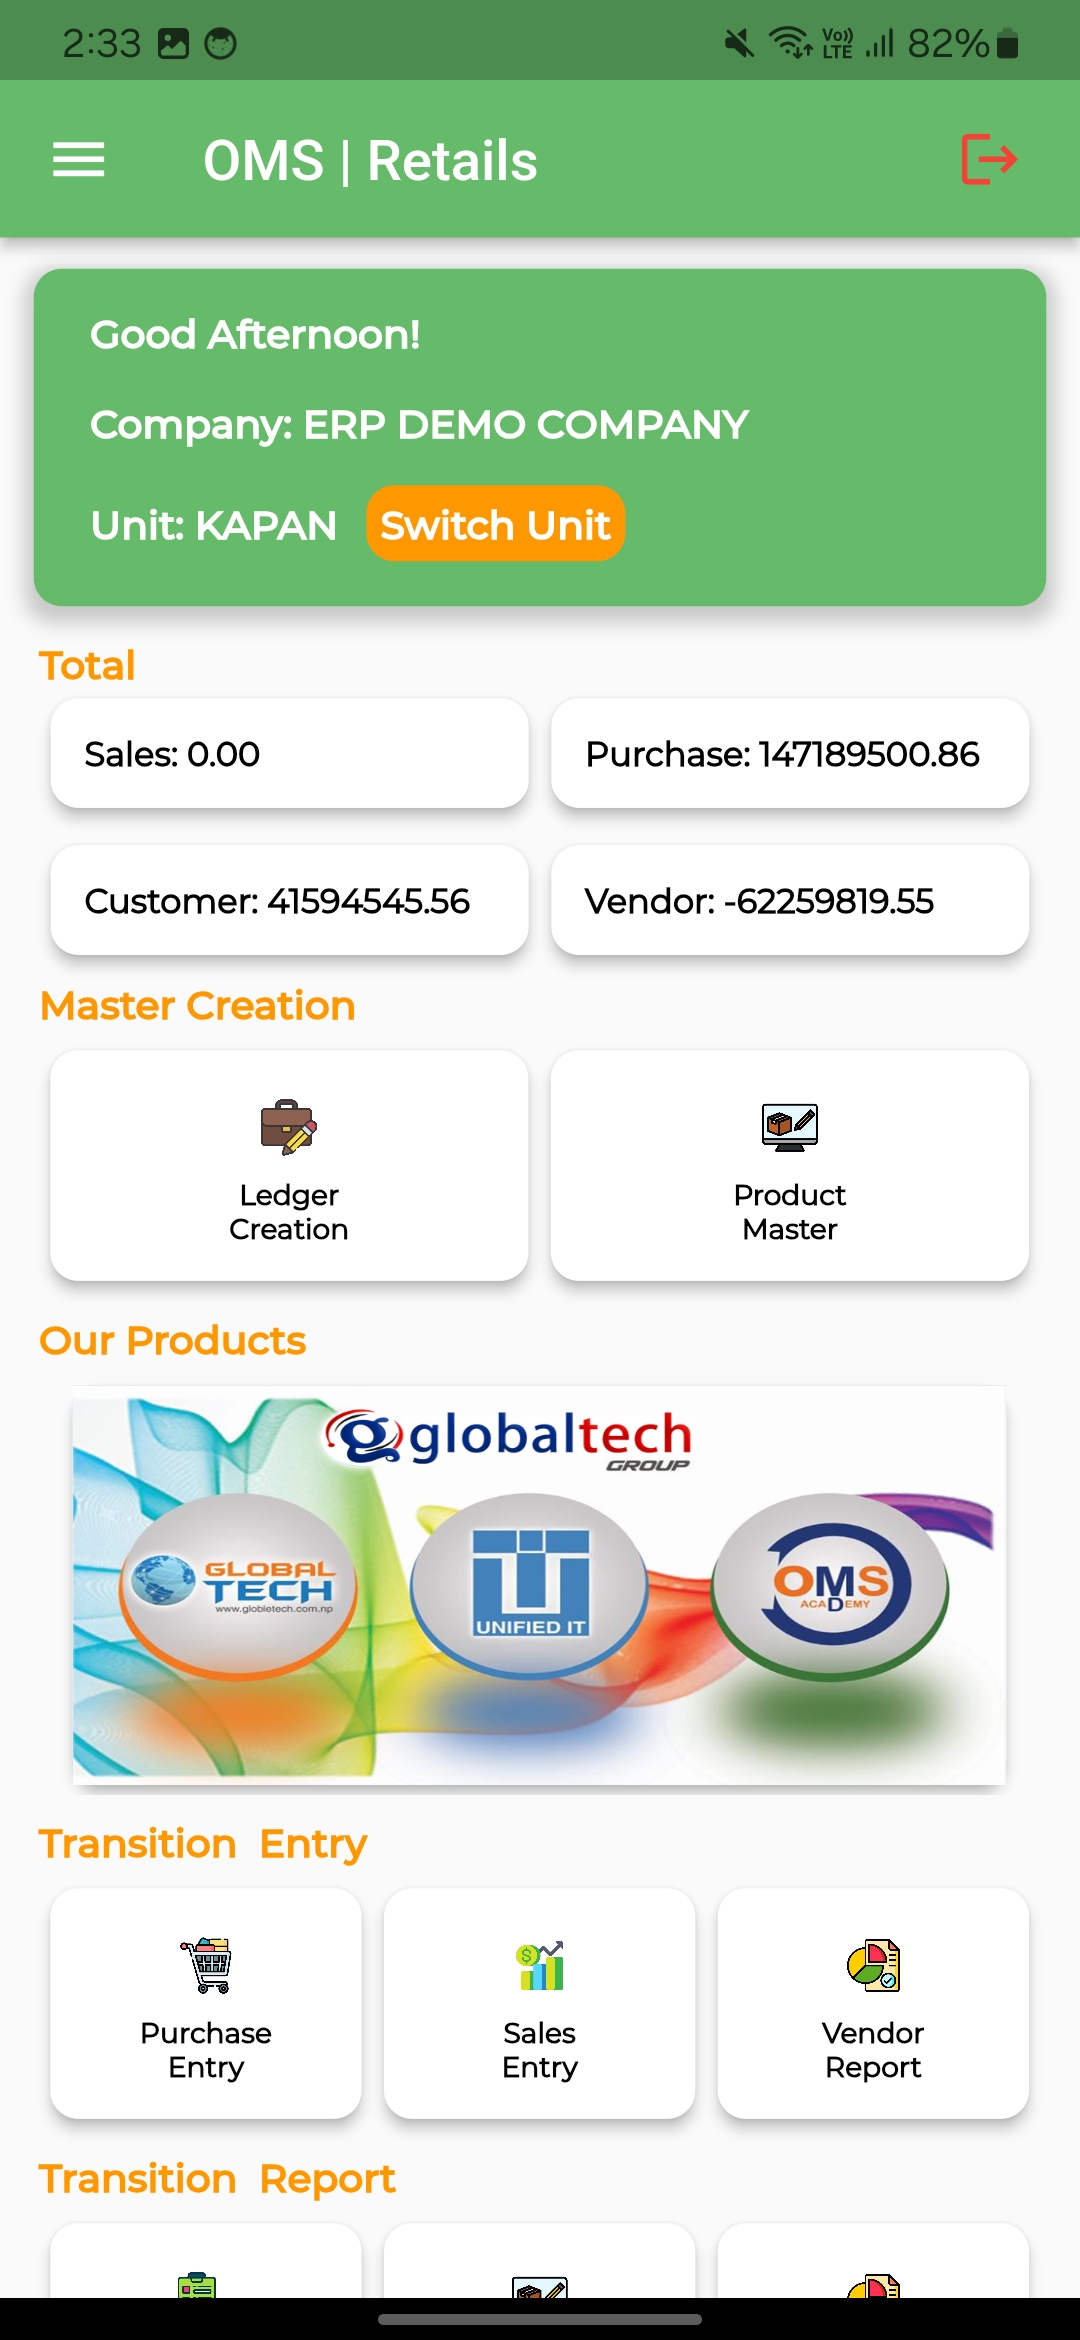 2:33
Vo)) LTE
82%
OMS | Retails
Good Afternoon!
Company: ERP DEMO COMPANY
Unit: KAPAN
Switch Unit
Total
Sales: 0.00
Purchase: 147189500.86
Customer: 41594545.56
Vendor: -62259819.55
Master Creation
Ledger
Creation
Product
Master
Our Products
globaltech
GROUP
GLOBAL
TECH
www.globletech.com.np
UNIFIED IT
OMS
ACADEMY
Transition  Entry
Purchase
Entry
Sales
Entry
Vendor
Report
Transition  Report